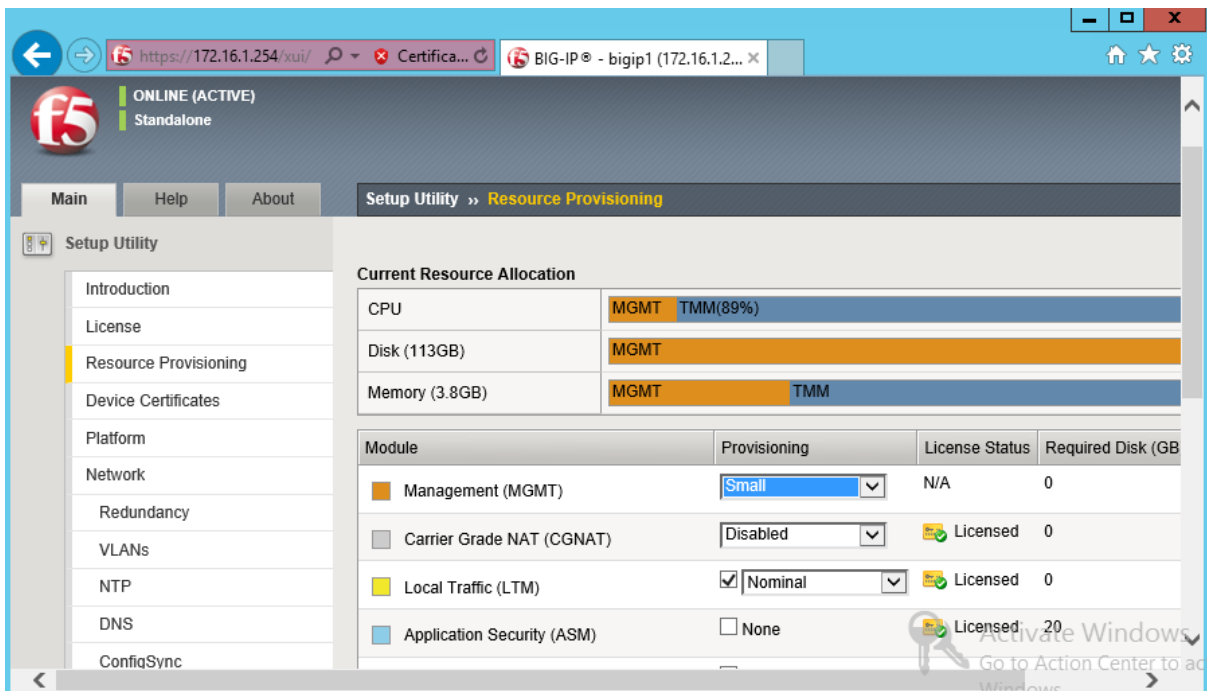 https://172.16.1.254/xui/ Certifica... BIG-IP® - bigip1 (172.16.1.2...
f5
ONLINE (ACTIVE)
Standalone
Main Help About
Setup Utility ›› Resource Provisioning
Setup Utility
Introduction
License
Resource Provisioning
Device Certificates
Platform
Network
Redundancy
VLANs
NTP
DNS
ConfigSync
Current Resource Allocation
CPU MGMT TMM(89%)
Disk (113GB) MGMT
Memory (3.8GB) MGMT TMM
Module Provisioning License Status Required Disk (GB
Management (MGMT) Small N/A 0
Carrier Grade NAT (CGNAT) Disabled Licensed 0
Local Traffic (LTM) Nominal Licensed 0
Application Security (ASM) None Licensed 20
Activate Windows
Go to Action Center to ac
Windows